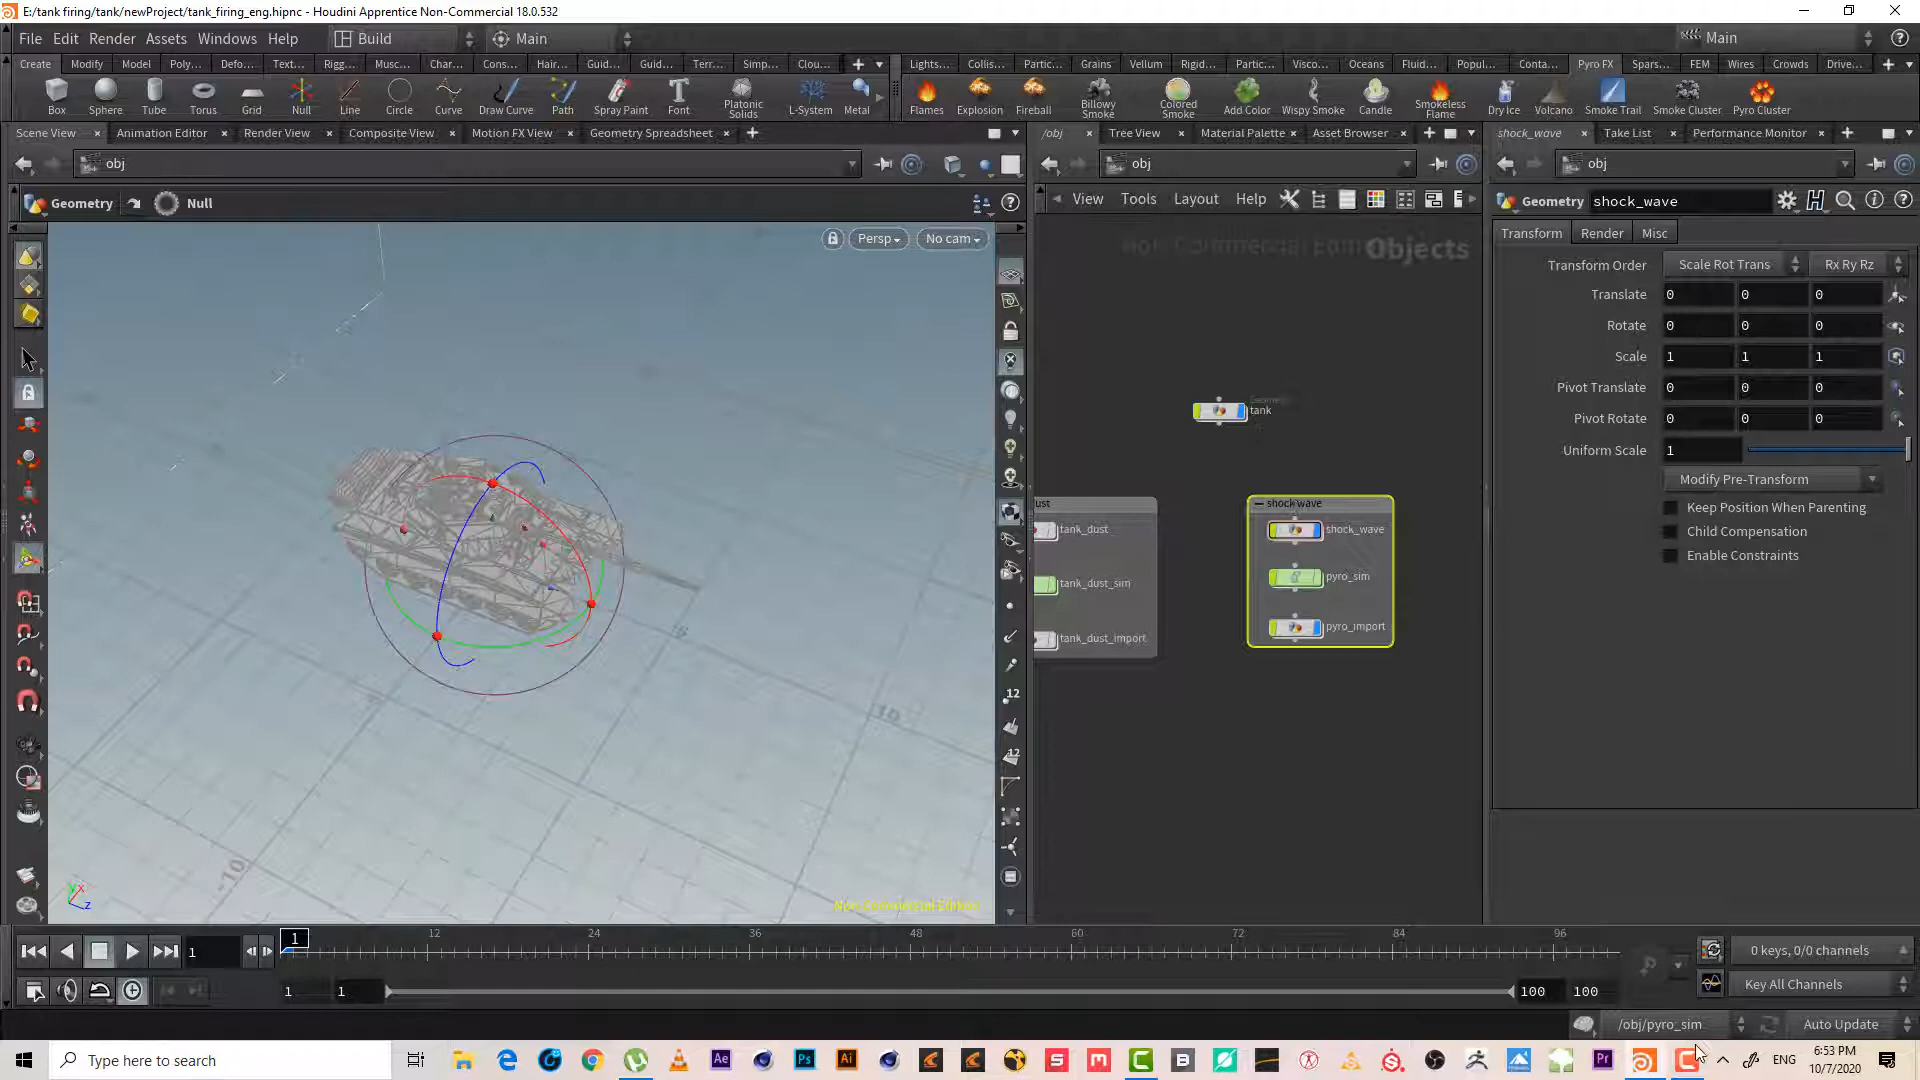 E:/tank firing/tank/newProject/tank_firing_eng.hipnc - Houdini Apprentice Non-Commercial 18.0.532
File Edit Render Assets Windows Help Build Main Main
Create Modify Model Poly... Defo... Text... Rigg... Musc... Char... Cons... Hair... Guid... Guid... Terr... Simp... Clou...
Lights... Collis... Partic... Grains Vellum Rigid... Partic... Visco... Oceans Fluid... Popul... Conta... Pyro FX Spars... FEM Wires Crowds Drive...
Box Sphere Tube Torus Grid Null Line Circle Curve Draw Curve Path Spray Paint Font Platonic Solids L-System Metal
Flames Explosion Fireball Billowy Smoke Colored Smoke Add Color Wispy Smoke Candle Smokeless Flame Dry Ice Volcano Smoke Trail Smoke Cluster Pyro Cluster
Scene View Animation Editor Render View Composite View Motion FX View Geometry Spreadsheet
/obj Tree View Material Palette Asset Browser
shock_wave Take List Performance Monitor
obj
obj
obj
Geometry Null
View Tools Layout Help
Geometry shock_wave
Persp No cam
Objects
Transform Render Misc
Transform Order Scale Rot Trans Rx Ry Rz
Translate 0 0 0
Rotate 0 0 0
Scale 1 1 1
Pivot Translate 0 0 0
Pivot Rotate 0 0 0
Uniform Scale 1
Modify Pre-Transform
Keep Position When Parenting
Child Compensation
Enable Constraints
tank
ust
tank_dust
tank_dust_sim
tank_dust_import
shock wave
shock_wave
pyro_sim
pyro_import
12
12
10
-10
Non-Commercial Edition
1 1 12 24 36 48 60 72 84 96
0 keys, 0/0 channels
1 1 100 100
Key All Channels
/obj/pyro_sim Auto Update
Type here to search
ENG
6:53 PM
10/7/2020